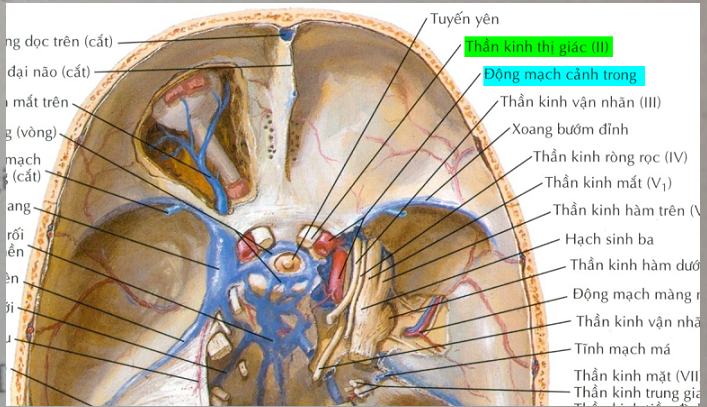 Tuyến yên
ng dọc trên (cắt)
Thần kinh thị giác (II)
đại não (cắt)
Động mạch cảnh trong
mắt trên
Thần kinh vận nhãn (III)
g (vòng)
Xoang bướm đỉnh
mạch
(cắt)
Thần kinh ròng rọc (IV)
Thần kinh mắt (V₁)
ang
Thần kinh hàm trên (V
rối
Hạch sinh ba
ền
Thần kinh hàm dướ
ên
Động mạch màng
Thần kinh vận nhã
Tĩnh mạch má
Thần kinh mặt (VII
Thần kinh trung gia